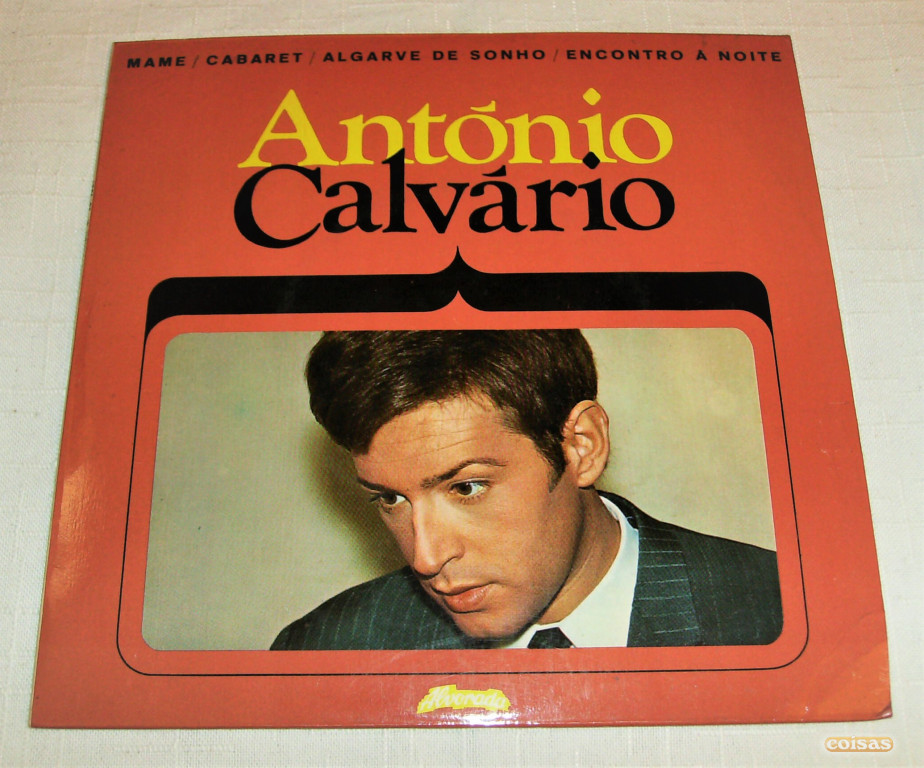 MAME / CABARET / ALGARVE DE SONHO / ENCONTRO À NOITE
António
Calvário
Alvorada
coisas